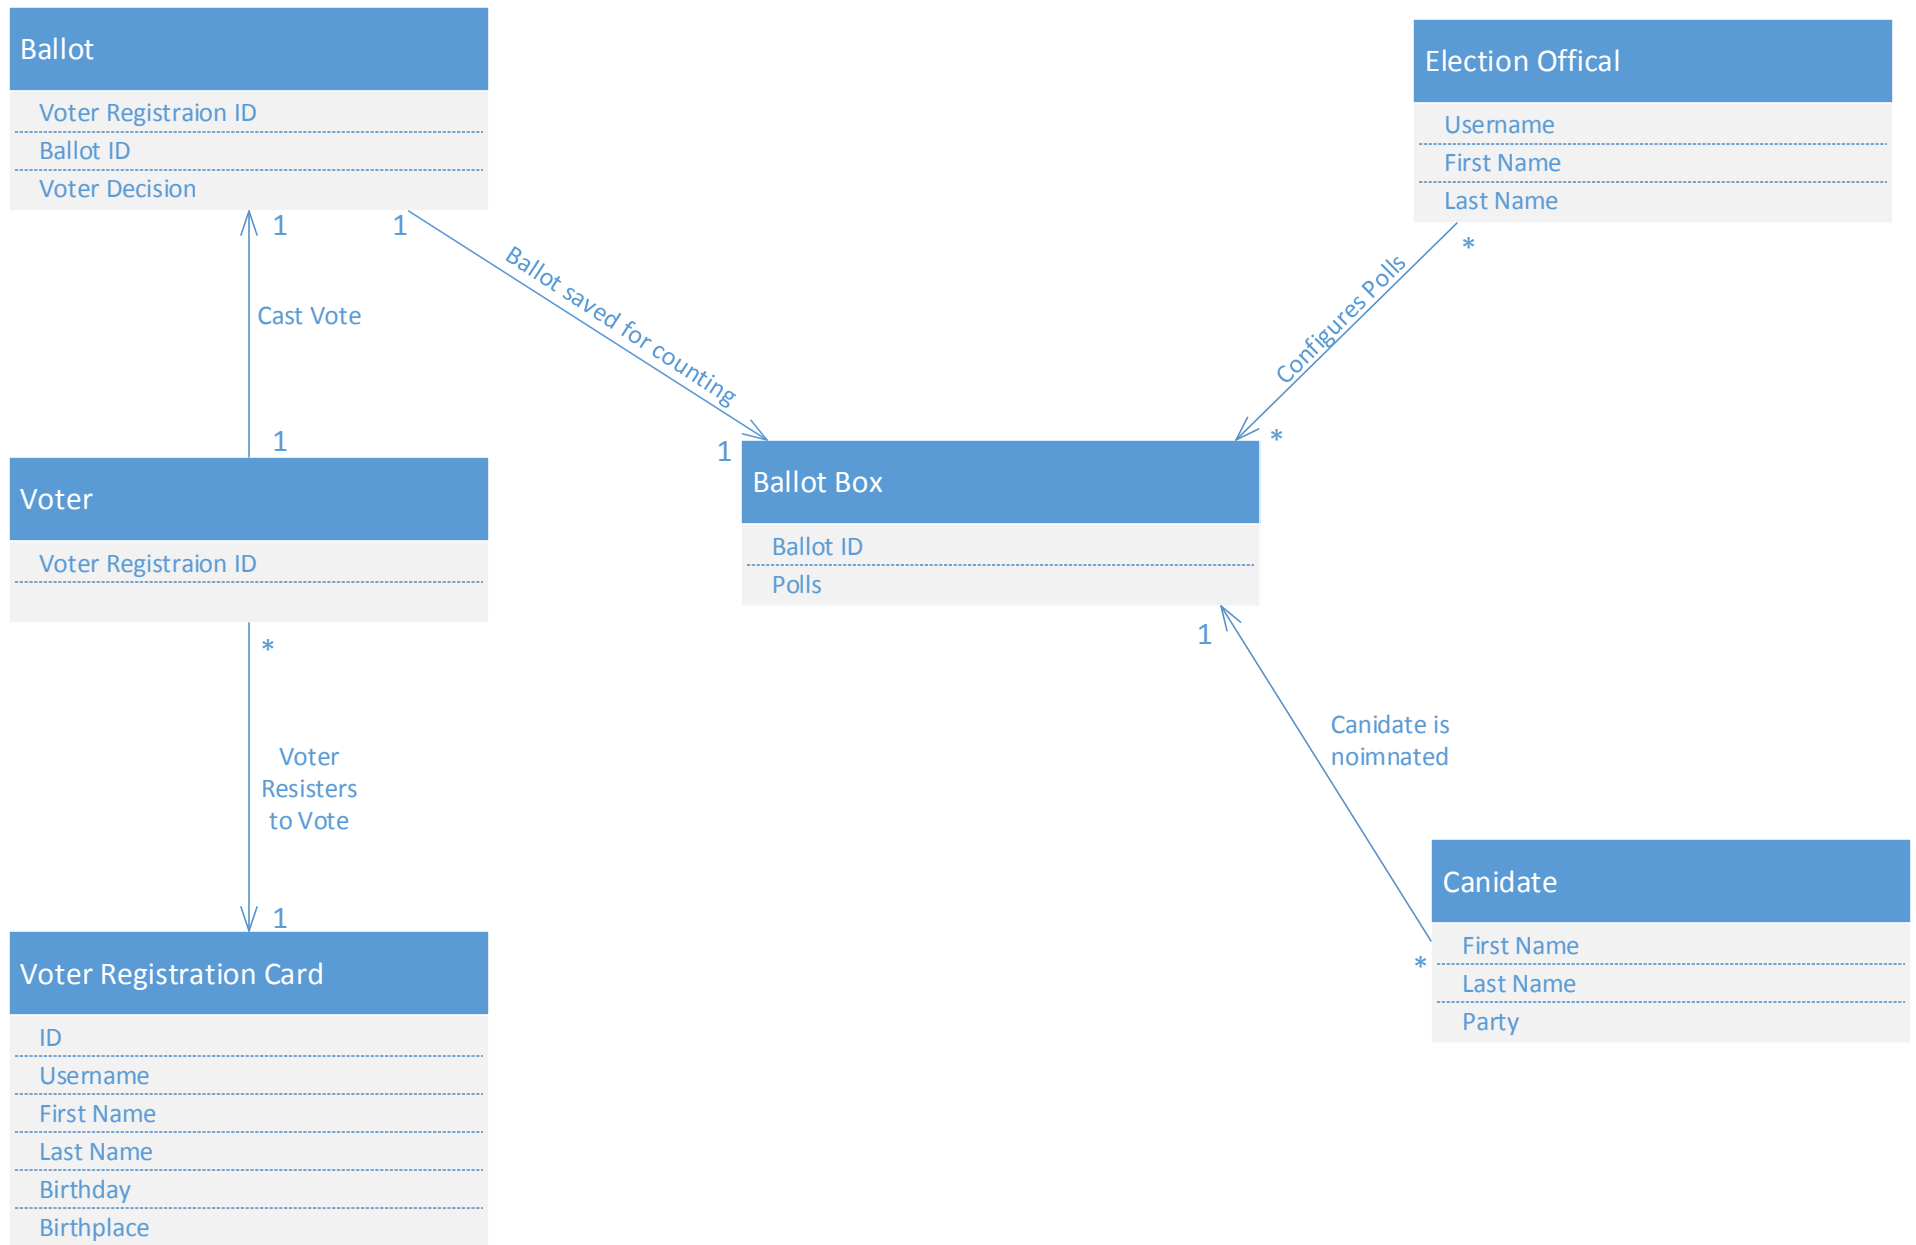 Ballot
Voter Registraion ID
Ballot ID
Voter Decision
1
1
Cast Vote
1
Ballot saved for counting
1
Voter
Voter Registraion ID
*
Voter
Resisters
to Vote
1
Voter Registration Card
ID
Username
First Name
Last Name
Birthday
Birthplace
Election Offical
Username
First Name
Last Name
*
Configures Polls
*
Ballot Box
Ballot ID
Polls
1
Canidate is
noimnated
*
Canidate
First Name
Last Name
Party